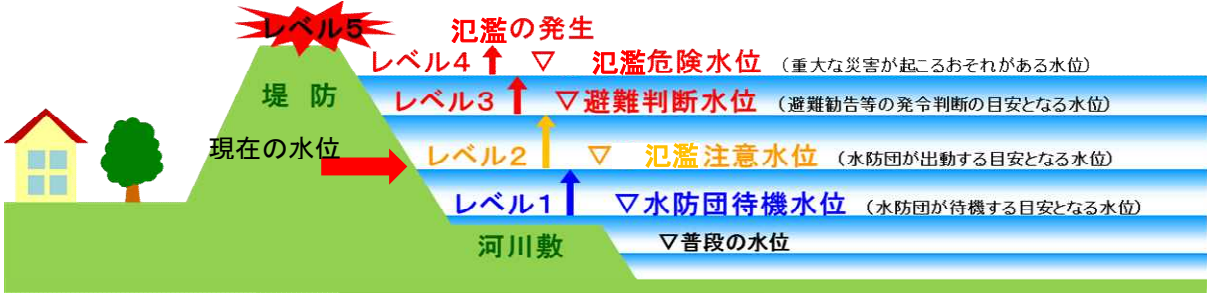 レベル５
氾濫の発生
レベル４ ▽ 氾濫危険水位 （重大な災害が起こるおそれがある水位）
堤 防
レベル３ ▽避難判断水位 （避難勧告等の発令判断の目安となる水位）
現在の水位
レベル２ ▽ 氾濫注意水位 （水防団が出動する目安となる水位）
レベル１ ▽水防団待機水位 （水防団が待機する目安となる水位）
河川敷
▽普段の水位